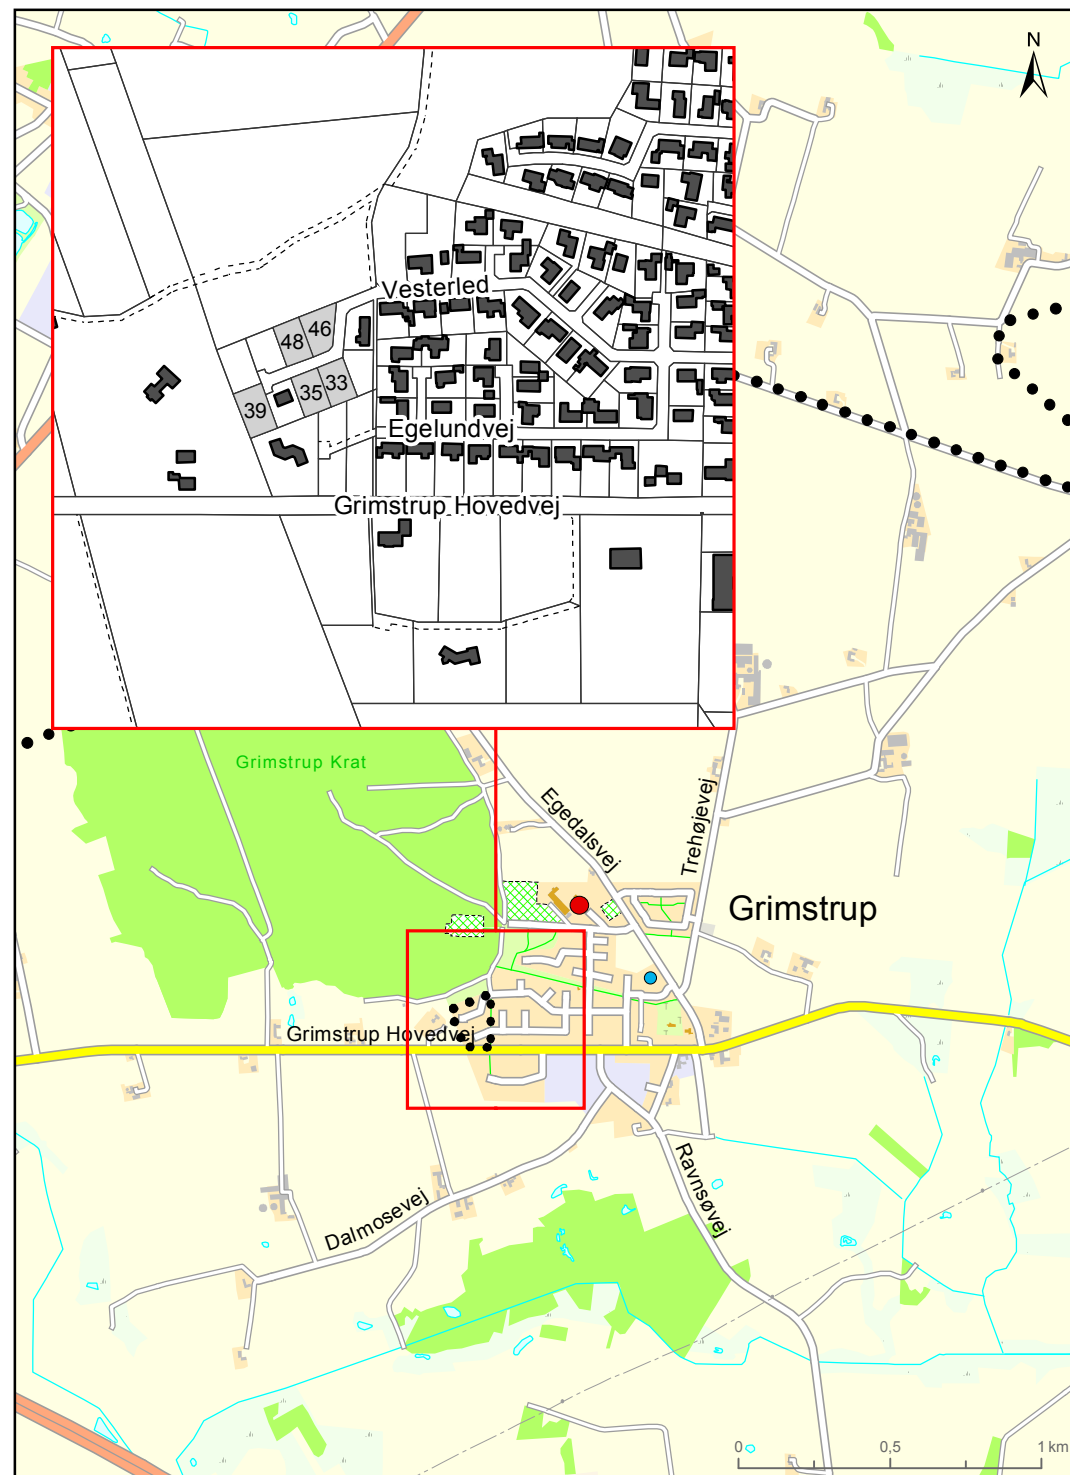 N
Vesterled
46
48
33
35
39
Egelundvej
Grimstrup Hovedvej
Grimstrup Krat
Egedalsvej
Trehøjevej
Grimstrup
Grimstrup Hovedvej
Ravnsøvej
Dalmosevej
0
0,5
1 km